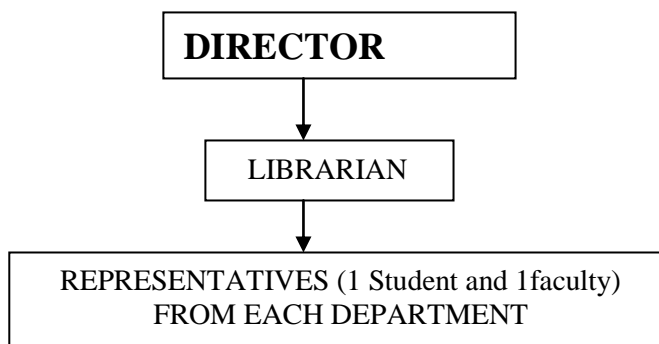 DIRECTOR
LIBRARIAN
REPRESENTATIVES (1 Student and 1faculty)
FROM EACH DEPARTMENT